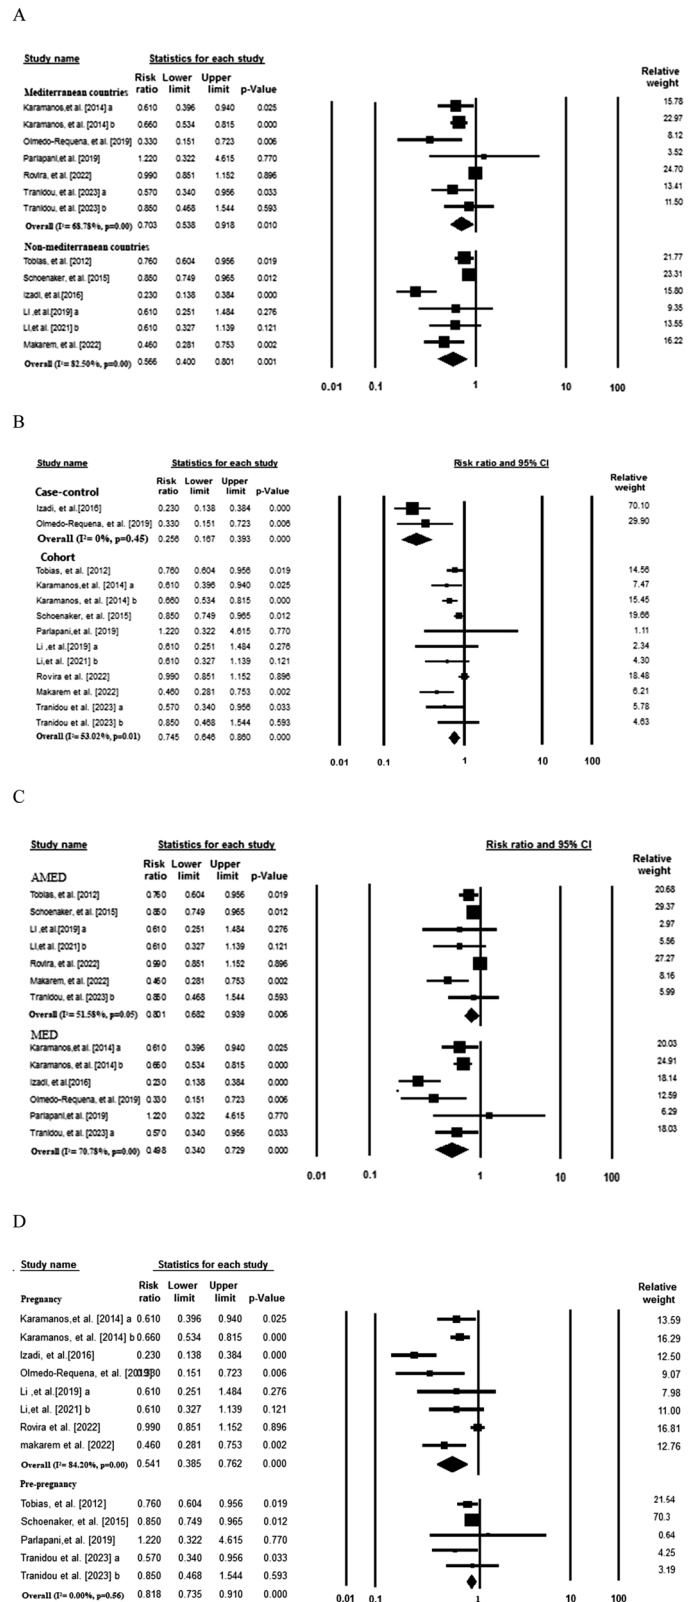 A
Study name Statistics for each study
Risk ratio Lower limit Upper limit p-Value Relative weight
Mediterranean countries
Karamanos,et al. [2014] a 0.610 0.396 0.940 0.025 15.78
Karamanos, et al. [2014] b 0.660 0.534 0.815 0.000 22.97
Olmedo-Requena, et al. [2019] 0.330 0.151 0.723 0.006 8.12
Parlapani,et al. [2019] 1.220 0.322 4.615 0.770 3.52
Rovira, et al. [2022] 0.990 0.851 1.152 0.896 24.70
Tranidou, et al. [2023] a 0.570 0.340 0.956 0.033 13.41
Tranidou, et al. [2023] b 0.850 0.468 1.544 0.593 11.50
Overall (I²= 68.78%, p=0.00) 0.703 0.538 0.918 0.010
Non-mediterranean countries
Tobias, et al. [2012] 0.760 0.604 0.956 0.019 21.77
Schoenaker, et al. [2015] 0.850 0.749 0.965 0.012 23.31
Izadi, et al.[2016] 0.230 0.138 0.384 0.000 15.80
LI ,et al.[2019] a 0.610 0.251 1.484 0.276 9.35
LI,et al. [2021] b 0.610 0.327 1.139 0.121 13.55
Makarem, et al. [2022] 0.460 0.281 0.753 0.002 16.22
Overall (I²= 82.50%, p=0.00) 0.566 0.400 0.801 0.001
0.01 0.1 1 10 100
B
Study name Statistics for each study Risk ratio and 95% CI
Risk ratio Lower limit Upper limit p-Value Relative weight
Case-control
Izadi, et al.[2016] 0.230 0.138 0.384 0.000 70.10
Olmedo-Requena, et al. [2019] 0.330 0.151 0.723 0.006 29.90
Overall (I²= 0%, p=0.45) 0.256 0.167 0.393 0.000
Cohort
Tobias, et al. [2012] 0.760 0.604 0.956 0.019 14.56
Karamanos,et al. [2014] a 0.610 0.396 0.940 0.025 7.47
Karamanos, et al. [2014] b 0.660 0.534 0.815 0.000 15.45
Schoenaker, et al. [2015] 0.850 0.749 0.965 0.012 19.66
Parlapani,et al. [2019] 1.220 0.322 4.615 0.770 1.11
Li ,et al.[2019] a 0.610 0.251 1.484 0.276 2.34
Li,et al. [2021] b 0.610 0.327 1.139 0.121 4.30
Rovira et al. [2022] 0.990 0.851 1.152 0.896 18.48
Makarem et al. [2022] 0.460 0.281 0.753 0.002 6.21
Tranidou et al. [2023] a 0.570 0.340 0.956 0.033 5.78
Tranidou et al. [2023] b 0.850 0.468 1.544 0.593 4.63
Overall (I²= 53.02%, p=0.01) 0.745 0.646 0.860 0.000
0.01 0.1 1 10 100
C
Study name Statistics for each study Risk ratio and 95% CI
Risk ratio Lower limit Upper limit p-Value Relative weight
AMED
Tobias, et al. [2012] 0.760 0.604 0.956 0.019 20.68
Schoenaker, et al. [2015] 0.850 0.749 0.965 0.012 29.37
LI ,et al.[2019] a 0.610 0.251 1.484 0.276 2.97
LI,et al. [2021] b 0.610 0.327 1.139 0.121 5.56
Rovira, et al. [2022] 0.990 0.851 1.152 0.896 27.27
Makarem, et al. [2022] 0.460 0.281 0.753 0.002 8.16
Tranidou, et al. [2023] b 0.850 0.468 1.544 0.593 5.99
Overall (I²= 51.58%, p=0.05) 0.801 0.682 0.939 0.006
MED
Karamanos,et al. [2014] a 0.610 0.396 0.940 0.025 20.03
Karamanos, et al. [2014] b 0.660 0.534 0.815 0.000 24.91
Izadi, et al.[2016] 0.230 0.138 0.384 0.000 18.14
Olmedo-Requena, et al. [2019] 0.330 0.151 0.723 0.006 12.59
Parlapani,et al. [2019] 1.220 0.322 4.615 0.770 6.29
Tranidou, et al. [2023] a 0.570 0.340 0.956 0.033 18.03
Overall (I²= 70.78%, p=0.00) 0.498 0.340 0.729 0.000
0.01 0.1 1 10 100
D
Study name Statistics for each study
Risk ratio Lower limit Upper limit p-Value Relative weight
Pregnancy
Karamanos,et al. [2014] a 0.610 0.396 0.940 0.025 13.59
Karamanos, et al. [2014] b 0.660 0.534 0.815 0.000 16.29
Izadi, et al.[2016] 0.230 0.138 0.384 0.000 12.50
Olmedo-Requena, et al. 0.151 0.723 0.006 9.07
Li ,et al.[2019] a 0.610 0.251 1.484 0.276 7.98
Li,et al. [2021] b 0.610 0.327 1.139 0.121 11.00
Rovira et al. [2022] 0.990 0.851 1.152 0.896 16.81
makarem et al. [2022] 0.460 0.281 0.753 0.002 12.76
Overall (I²= 84.20%, p=0.00) 0.541 0.385 0.762 0.000
Pre-pregnancy
Tobias, et al. [2012] 0.760 0.604 0.956 0.019 21.54
Schoenaker, et al. [2015] 0.850 0.749 0.965 0.012 70.3
Parlapani,et al. [2019] 1.220 0.322 4.615 0.770 0.64
Tranidou et al. [2023] a 0.570 0.340 0.956 0.033 4.25
Tranidou et al. [2023] b 0.850 0.468 1.544 0.593 3.19
Overall (I²= 0.00%, p=0.56) 0.818 0.735 0.910 0.000
0.01 0.1 1 10 100